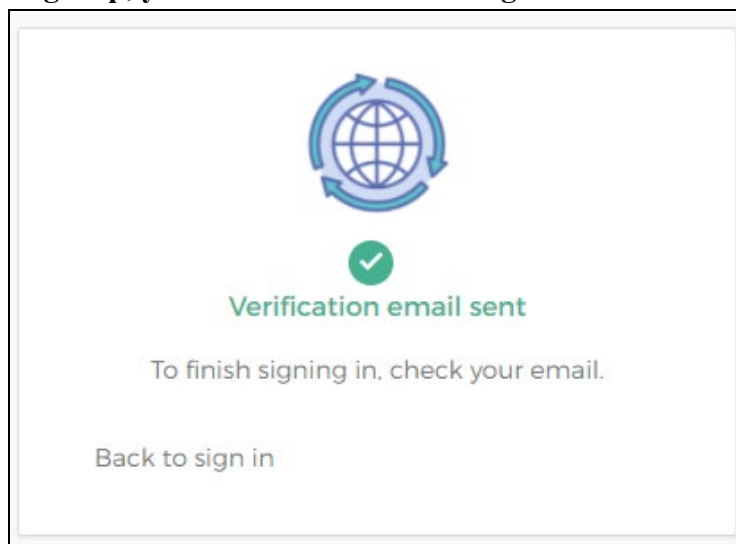 Verification email sent
To finish signing in, check your email.
Back to sign in